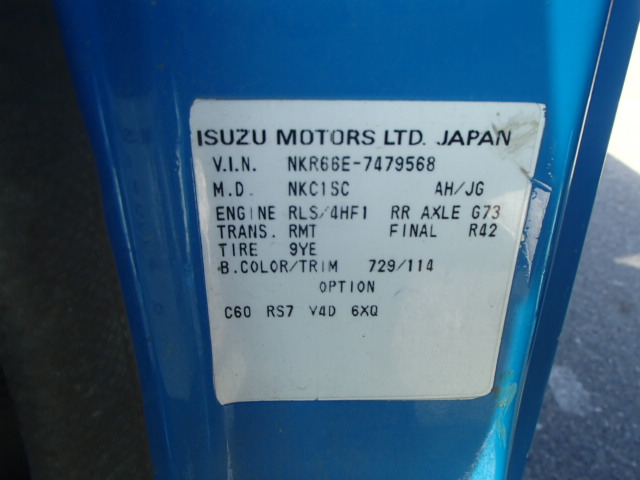 ISUZU MOTORS LTD. JAPAN
V.I.N. NKR66E-7479568
M.D. NKC1SC AH/JG
ENGINE RLS/4HF1 RR AXLE G73
TRANS. RMT FINAL R42
TIRE 9YE
B.COLOR/TRIM 729/114
OPTION
C60 RS7 V4D 6XQ